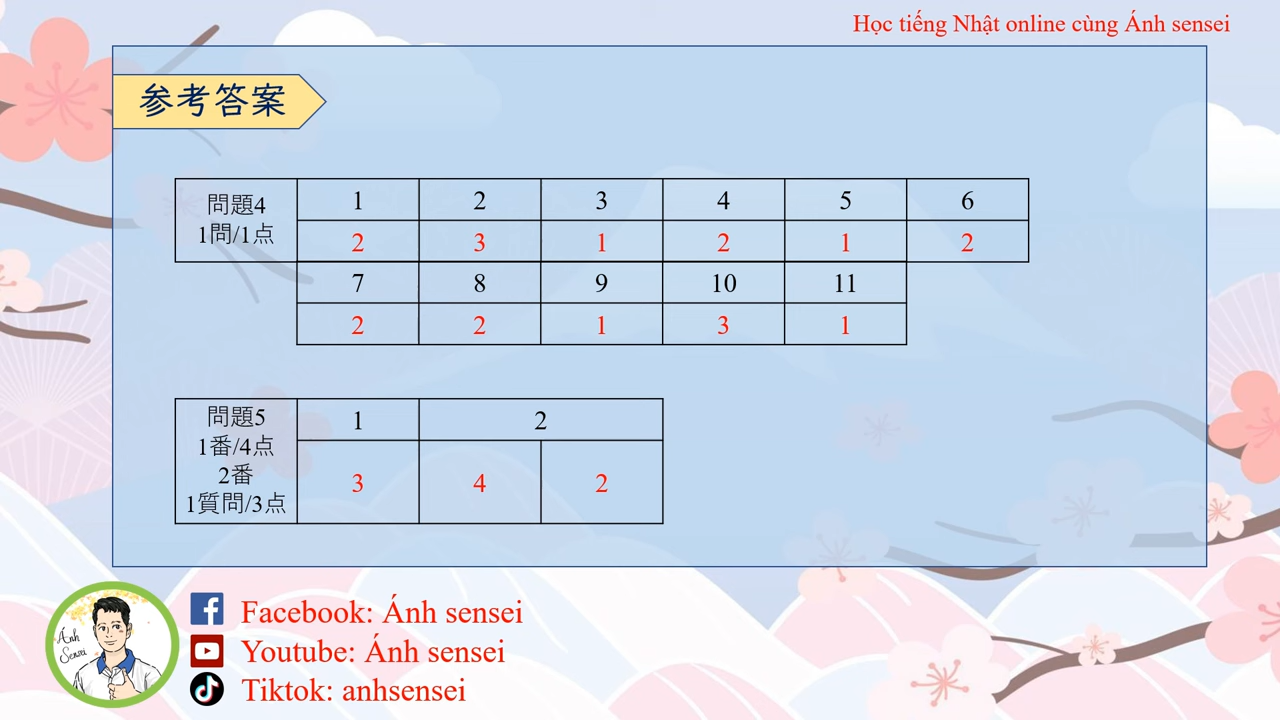 Học tiếng Nhật online cùng Ánh sensei
参考答案
問題4
1問/1点
1 2 3 4 5 6
2 3 1 2 1 2
7 8 9 10 11
2 2 1 3 1
問題5
1番/4点
2番
1質問/3点
1 2
3 4 2
Ánh
Sensei
Facebook: Ánh sensei
Youtube: Ánh sensei
Tiktok: anhsensei